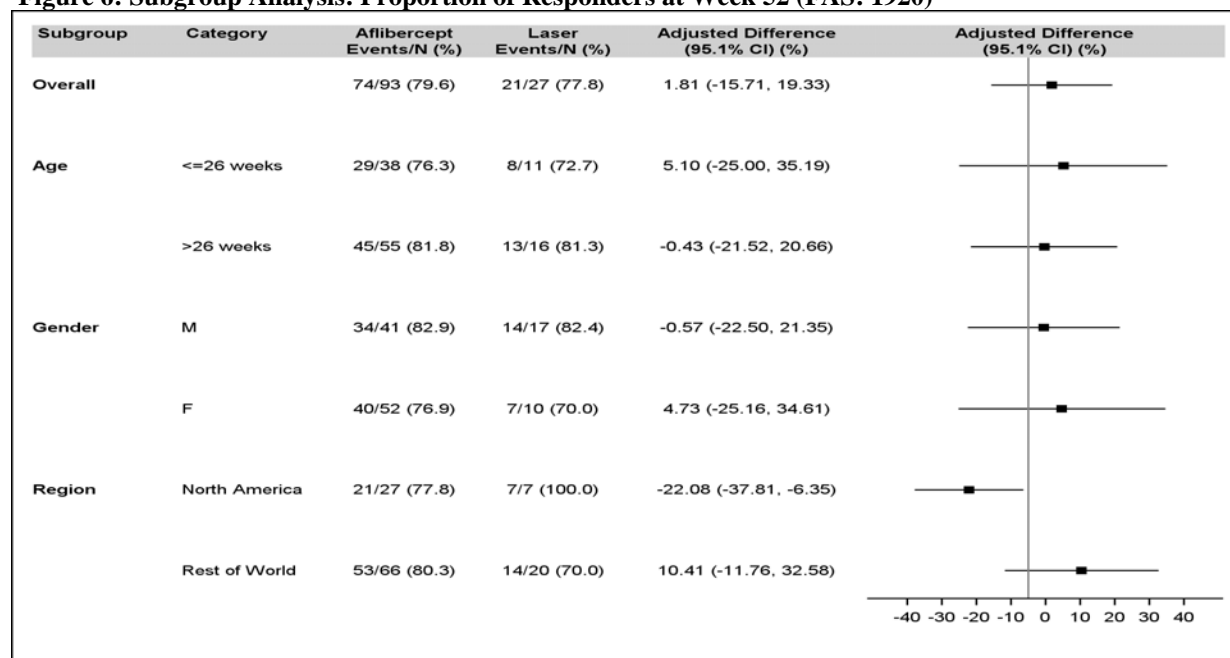 Figure 6: Subgroup Analysis: Proportion of Responders at Week 52 (FAS: 1920)
Subgroup Category Aflibercept Events/N (%) Laser Events/N (%) Adjusted Difference (95.1% CI) (%) Adjusted Difference (95.1% CI) (%)
Overall 74/93 (79.6) 21/27 (77.8) 1.81 (-15.71, 19.33)
Age <=26 weeks 29/38 (76.3) 8/11 (72.7) 5.10 (-25.00, 35.19)
>26 weeks 45/55 (81.8) 13/16 (81.3) -0.43 (-21.52, 20.66)
Gender M 34/41 (82.9) 14/17 (82.4) -0.57 (-22.50, 21.35)
F 40/52 (76.9) 7/10 (70.0) 4.73 (-25.16, 34.61)
Region North America 21/27 (77.8) 7/7 (100.0) -22.08 (-37.81, -6.35)
Rest of World 53/66 (80.3) 14/20 (70.0) 10.41 (-11.76, 32.58)
-40 -30 -20 -10 0 10 20 30 40